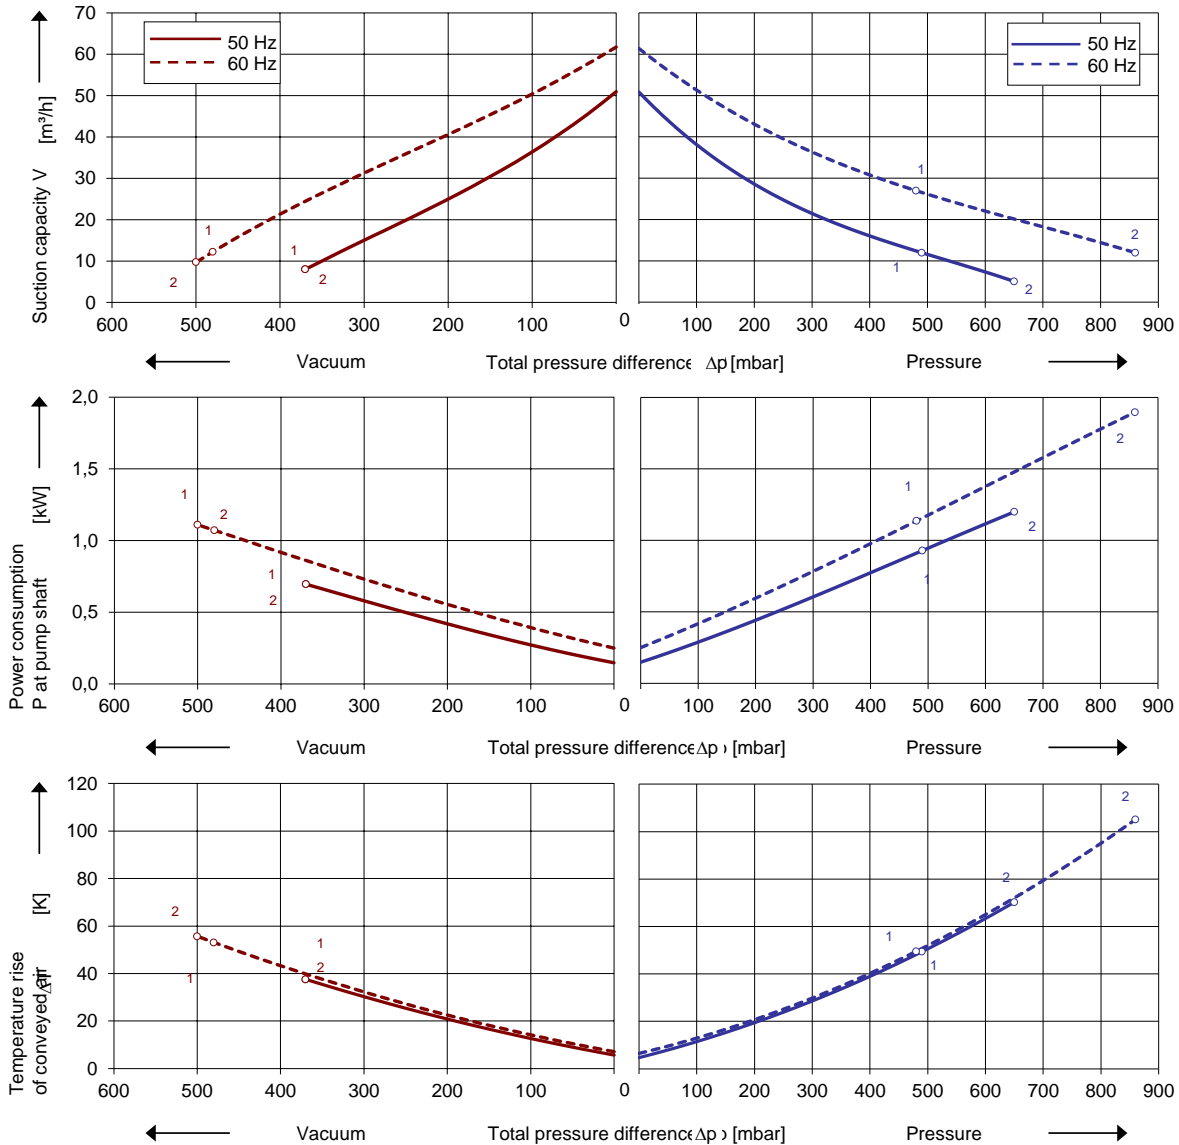 70
60
50
40
30
20
10
0
Suction capacity V [m³/h]
50 Hz
60 Hz
50 Hz
60 Hz
1
2
1
2
1
2
1
2
600 500 400 300 200 100 0 100 200 300 400 500 600 700 800 900
Vacuum Total pressure difference Δp [mbar] Pressure
2,0
1,5
1,0
0,5
0,0
Power consumption
P at pump shaft [kW]
1
2
1
2
1
2
1
2
600 500 400 300 200 100 0 100 200 300 400 500 600 700 800 900
Vacuum Total pressure difference Δp [mbar] Pressure
120
100
80
60
40
20
0
Temperature rise
of conveyed air [K]
2
1
1
2
1
1
2
2
600 500 400 300 200 100 0 100 200 300 400 500 600 700 800 900
Vacuum Total pressure difference Δp [mbar] Pressure